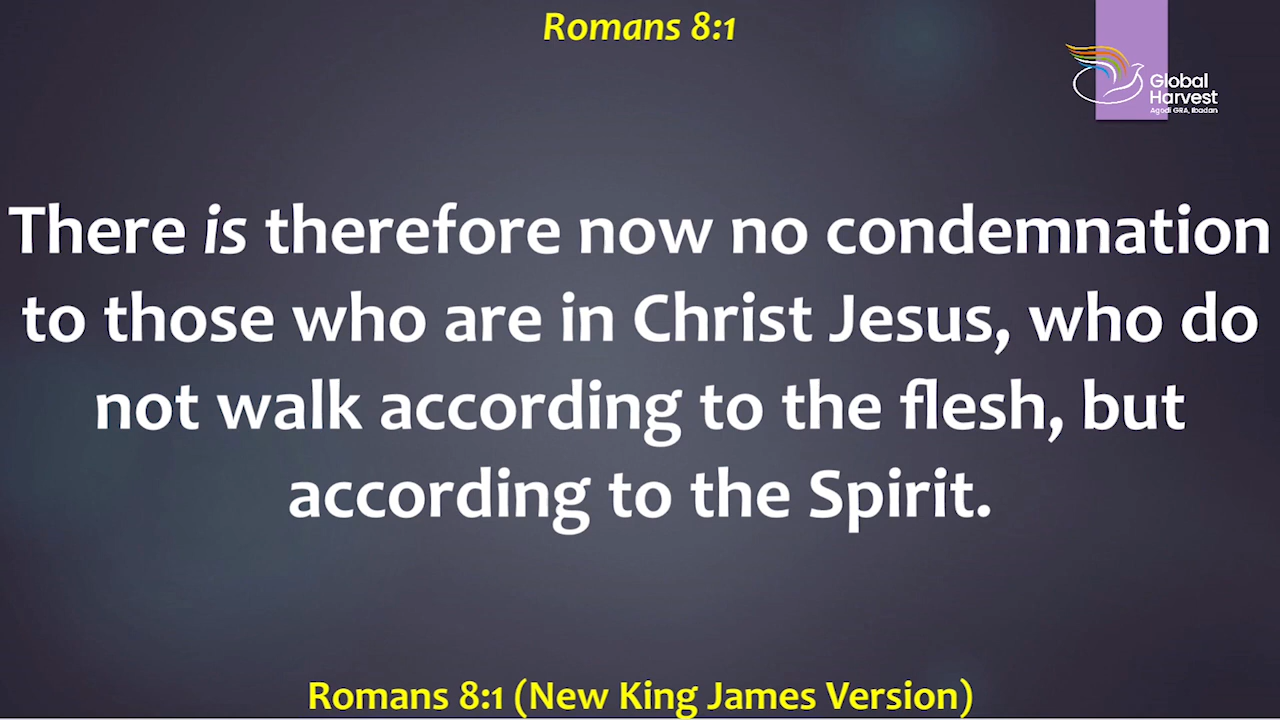 Romans 8:1
Global
Harvest
Agodi GRA, Ibadan
There is therefore now no condemnation
to those who are in Christ Jesus, who do
not walk according to the flesh, but
according to the Spirit.
Romans 8:1 (New King James Version)